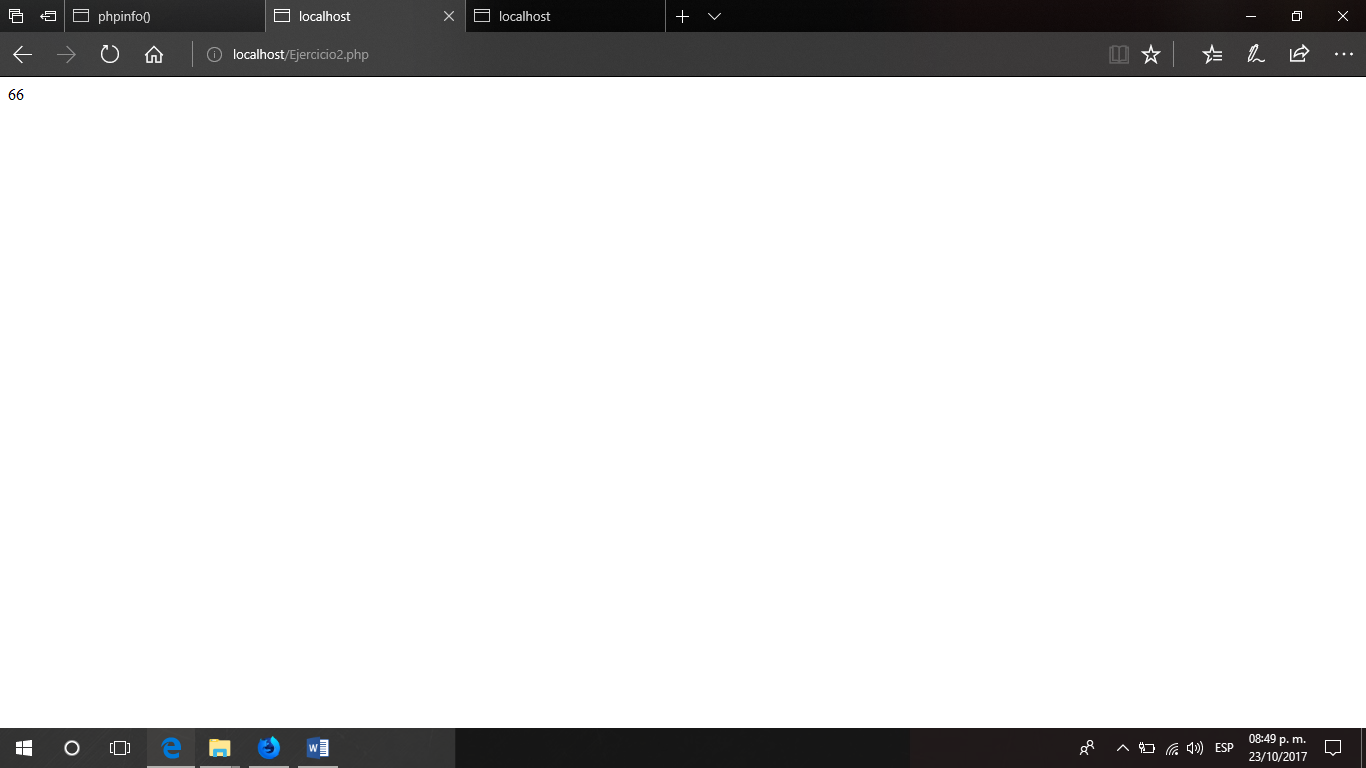 phpinfo()
localhost
localhost
localhost/Ejercicio2.php
66
ESP
08:49 p. m.
23/10/2017